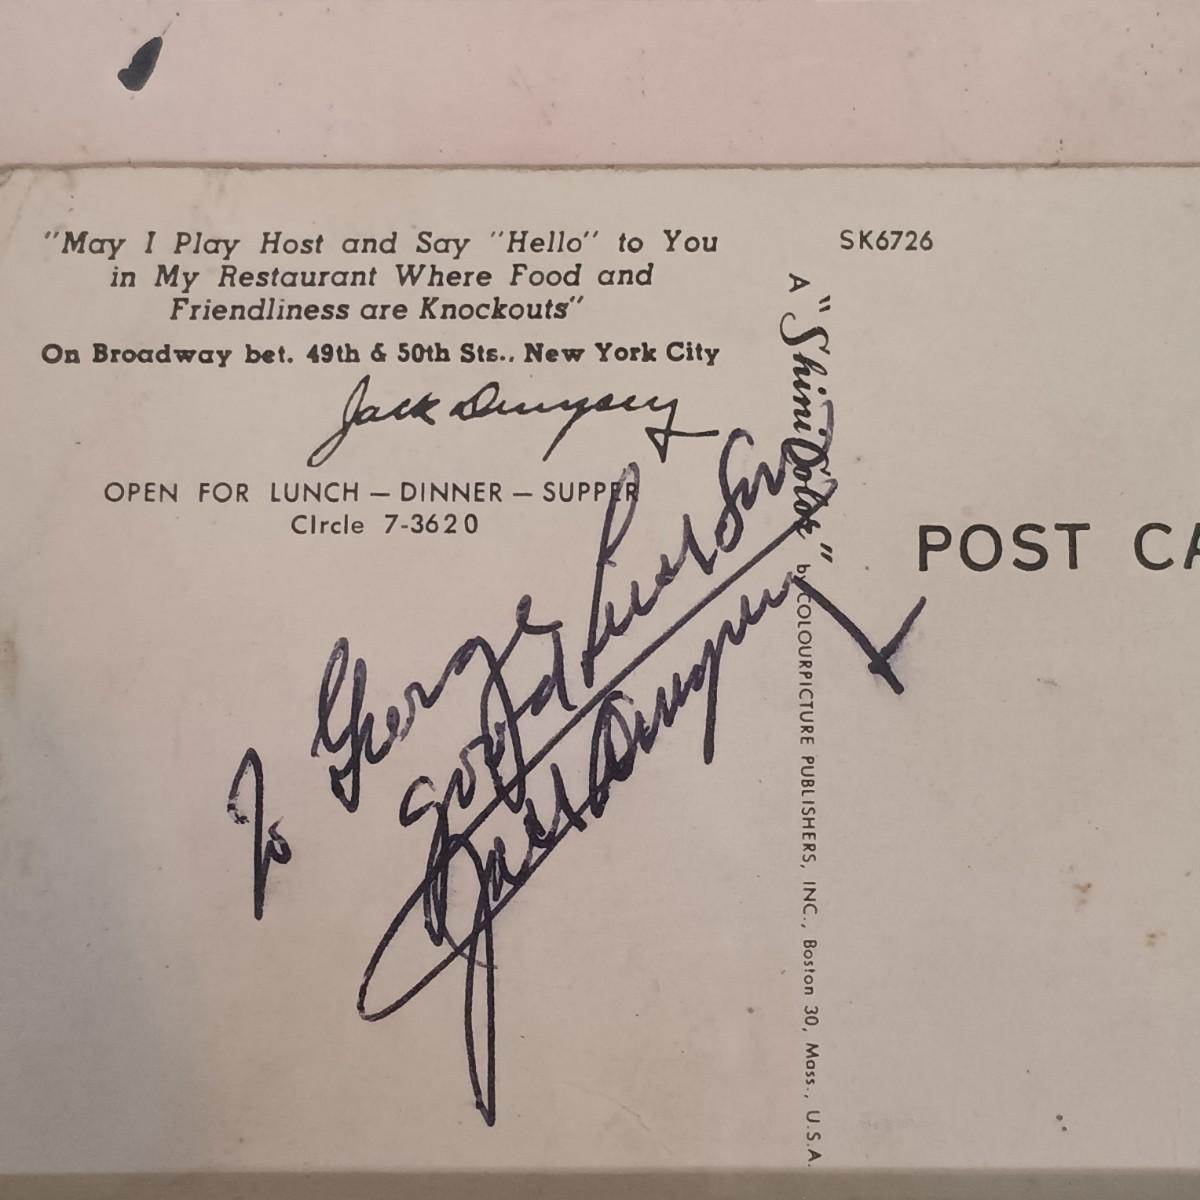 "May I Play Host and Say "Hello" to You
in My Restaurant Where Food and
Friendliness are Knockouts"
On Broadway bet. 49th & 50th Sts., New York City
Jack Dempsey
OPEN FOR LUNCH — DINNER — SUPPER
CIrcle 7-3620
To George
good Luck
Jack Dempsey
SK6726
A "ShiniColor" by COLOURPICTURE PUBLISHERS, INC., Boston 30, Mass., U.S.A.
POST CA